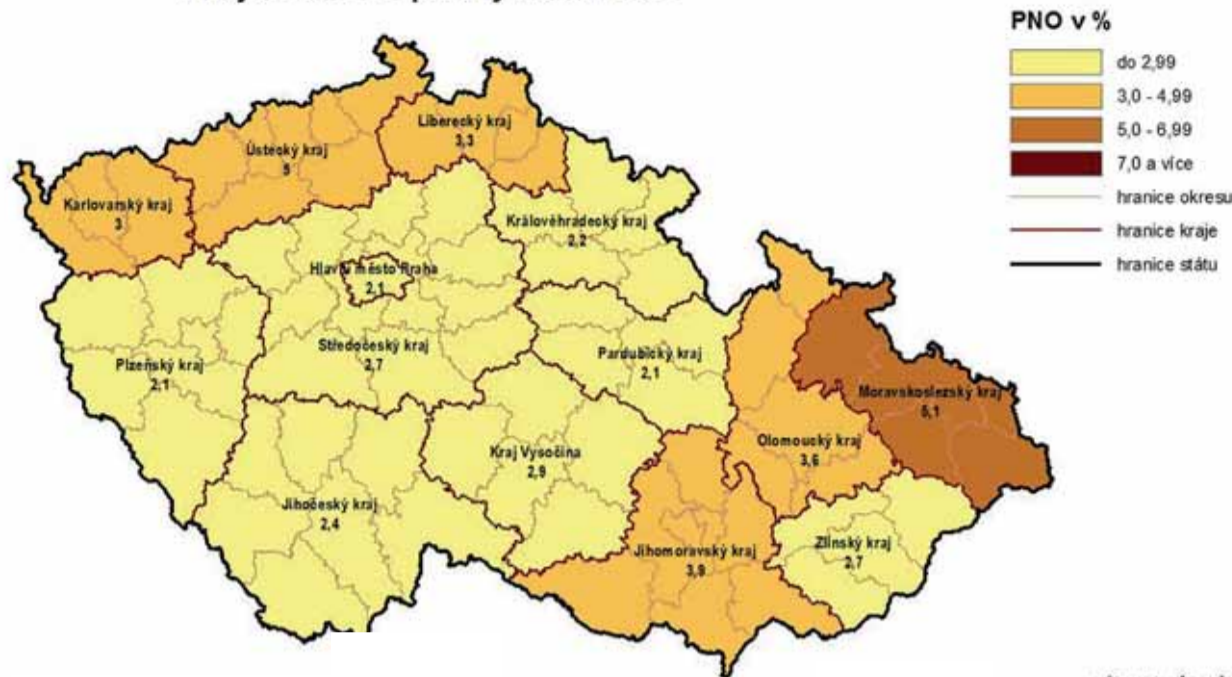 PNO v %
do 2,99
3,0 - 4,99
5,0 - 6,99
7,0 a více
hranice okresu
hranice kraje
hranice státu
Liberecký kraj
3,3
Ústecký kraj
5
Karlovarský kraj
3
Královéhradecký kraj
2,2
Hlavní město Praha
2,1
Středočeský kraj
2,7
Plzeňský kraj
2,1
Pardubický kraj
2,1
Moravskoslezský kraj
5,1
Olomoucký kraj
3,6
Kraj Vysočina
2,9
Jihočeský kraj
2,4
Jihomoravský kraj
3,9
Zlínský kraj
2,7